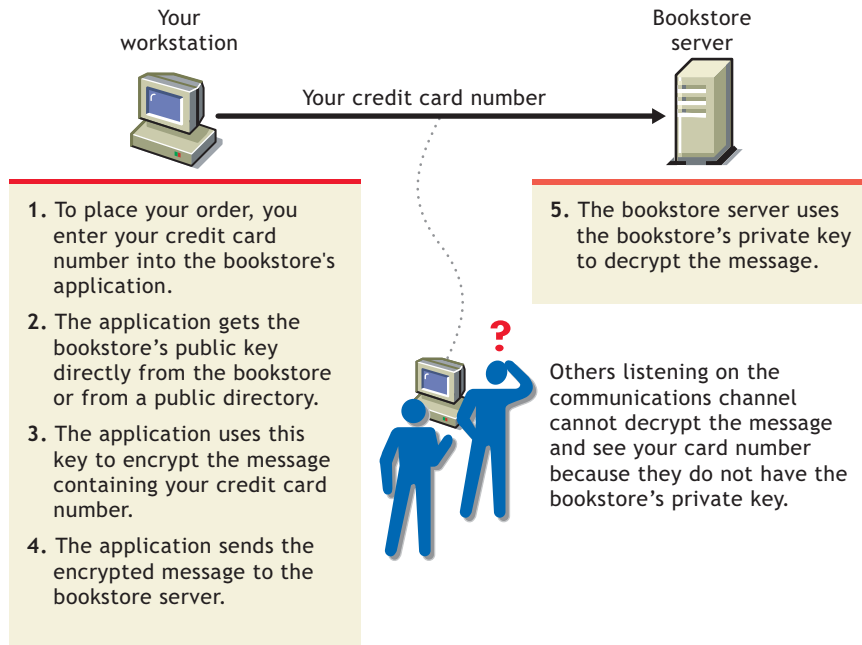 Your
workstation
Bookstore
server
Your credit card number
1. To place your order, you
enter your credit card
number into the bookstore's
application.
2. The application gets the
bookstore’s public key
directly from the bookstore
or from a public directory.
3. The application uses this
key to encrypt the message
containing your credit card
number.
4. The application sends the
encrypted message to the
bookstore server.
5. The bookstore server uses
the bookstore’s private key
to decrypt the message.
?
Others listening on the
communications channel
cannot decrypt the message
and see your card number
because they do not have the
bookstore’s private key.